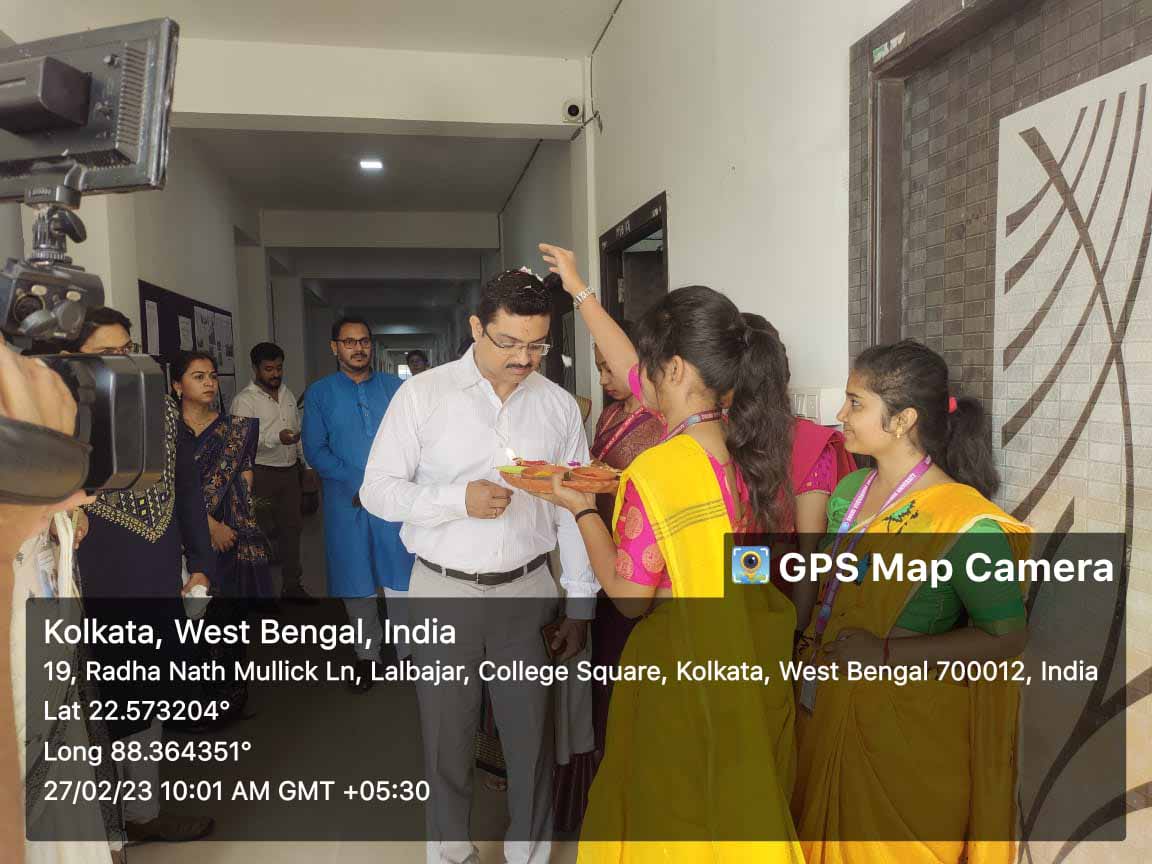 GPS Map Camera
Kolkata, West Bengal, India
19, Radha Nath Mullick Ln, Lalbajar, College Square, Kolkata, West Bengal 700012, India
Lat 22.573204°
Long 88.364351°
27/02/23 10:01 AM GMT +05:30